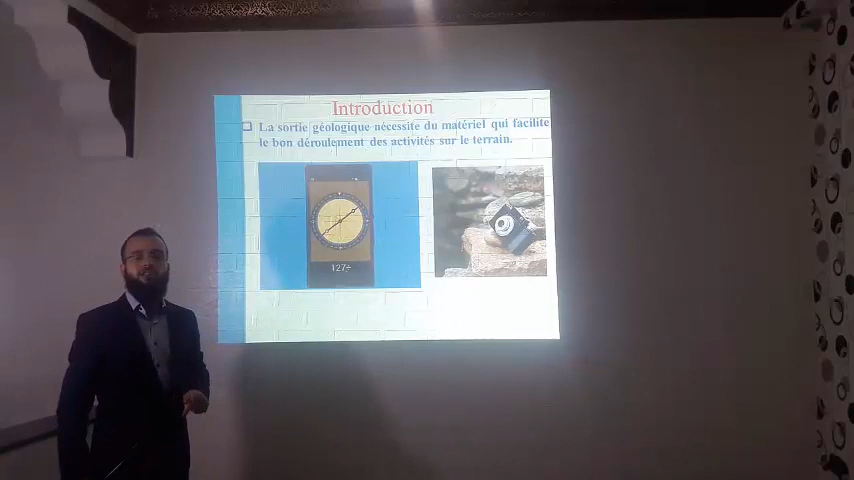 Introduction
La sortie géologique nécessite du matériel qui facilite
le bon déroulement des activités sur le terrain.